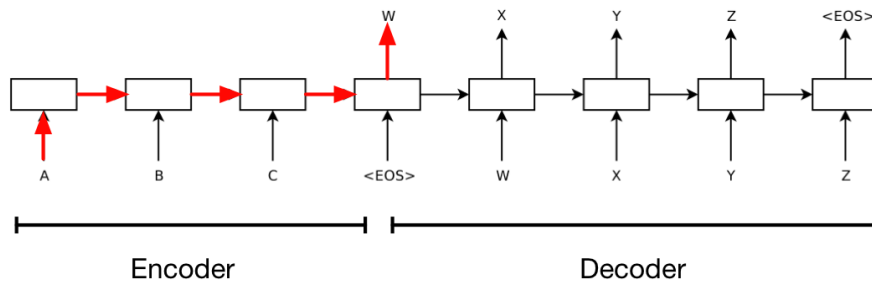 W X Y Z <EOS>
A B C <EOS> W X Y Z
Encoder Decoder